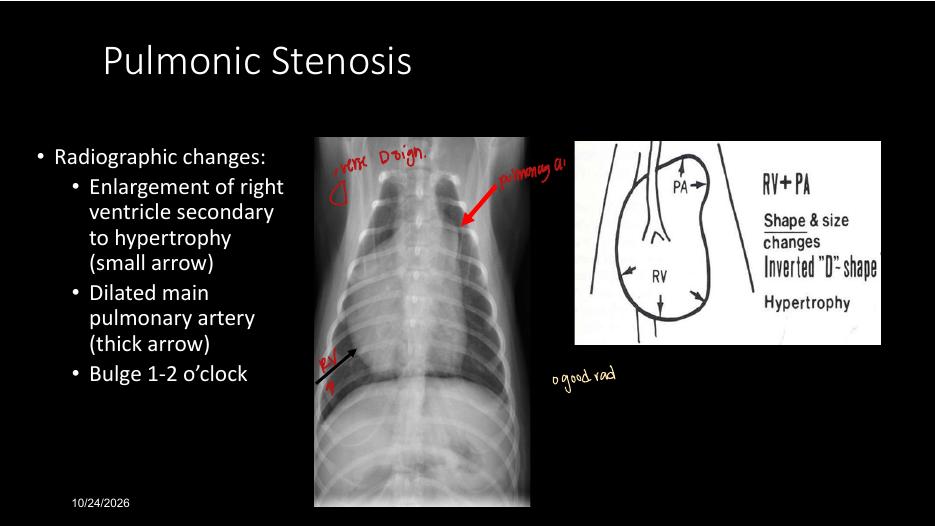 Pulmonic Stenosis
• Radiographic changes:
• Enlargement of right
ventricle secondary
to hypertrophy
(small arrow)
• Dilated main
pulmonary artery
(thick arrow)
• Bulge 1-2 o'clock
verse D sign.
pulmonary a.
RV
PA
RV
RV+PA
Shape & size
changes
Inverted "D"-shape
Hypertrophy
good rad
10/24/2026